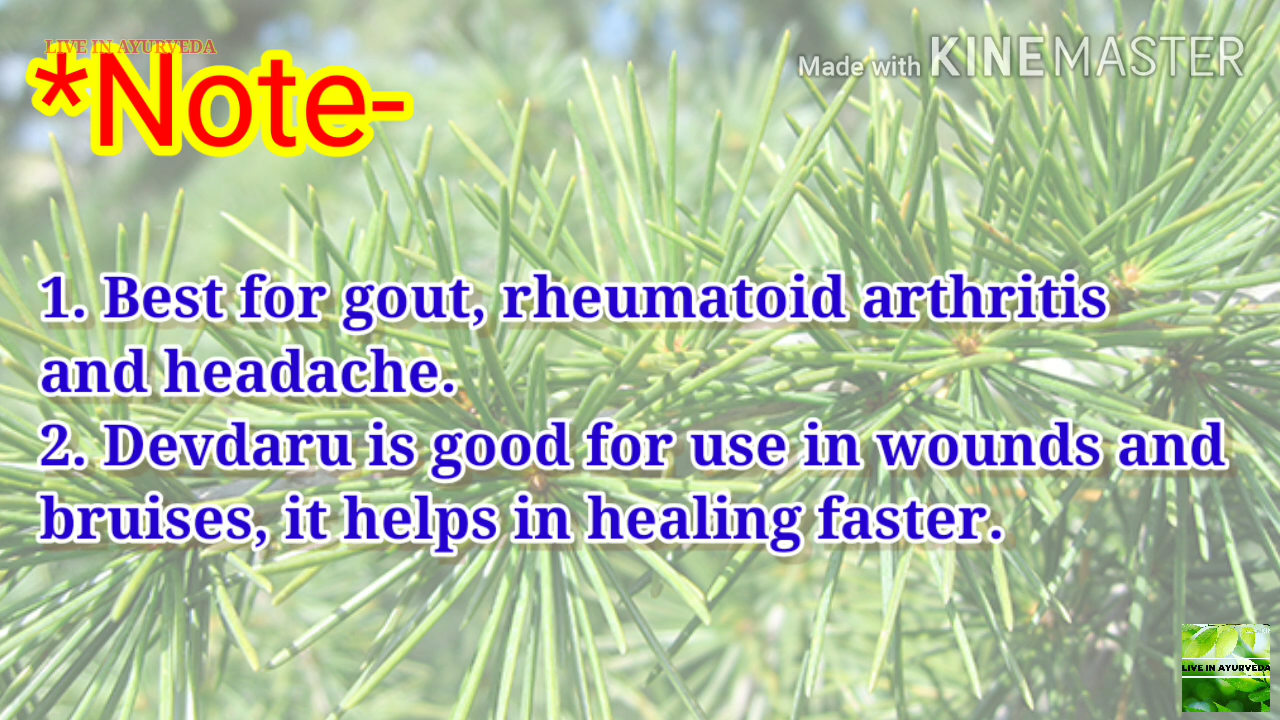 LIVE IN AYURVEDA
Made with KINEMASTER
*Note-
1. Best for gout, rheumatoid arthritis
and headache.
2. Devdaru is good for use in wounds and
bruises, it helps in healing faster.
LIVE IN AYURVEDA